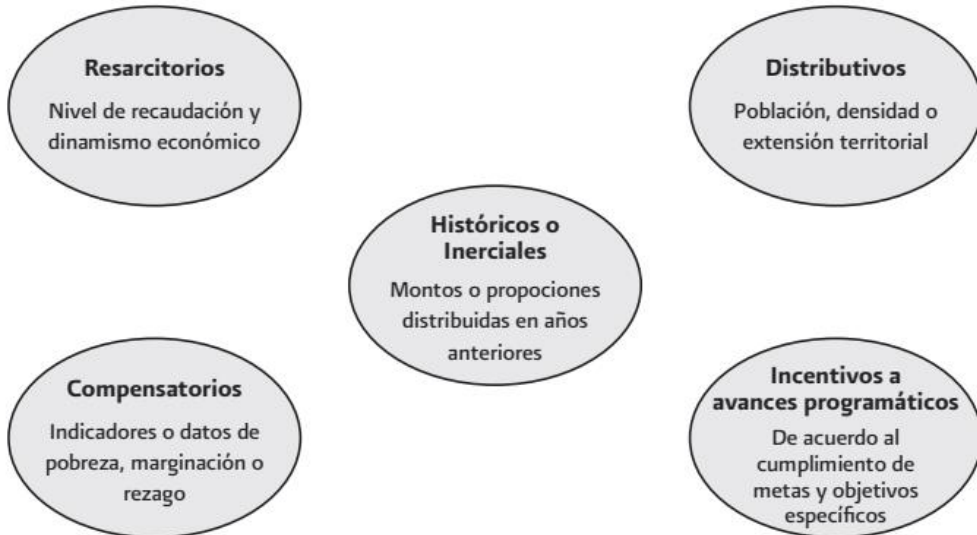 Resarcitorios
Nivel de recaudación y
dinamismo económico
Distributivos
Población, densidad o
extensión territorial
Históricos o
Inerciales
Montos o propociones
distribuidas en años
anteriores
Compensatorios
Indicadores o datos de
pobreza, marginación o
rezago
Incentivos a
avances programáticos
De acuerdo al
cumplimiento de
metas y objetivos
específicos